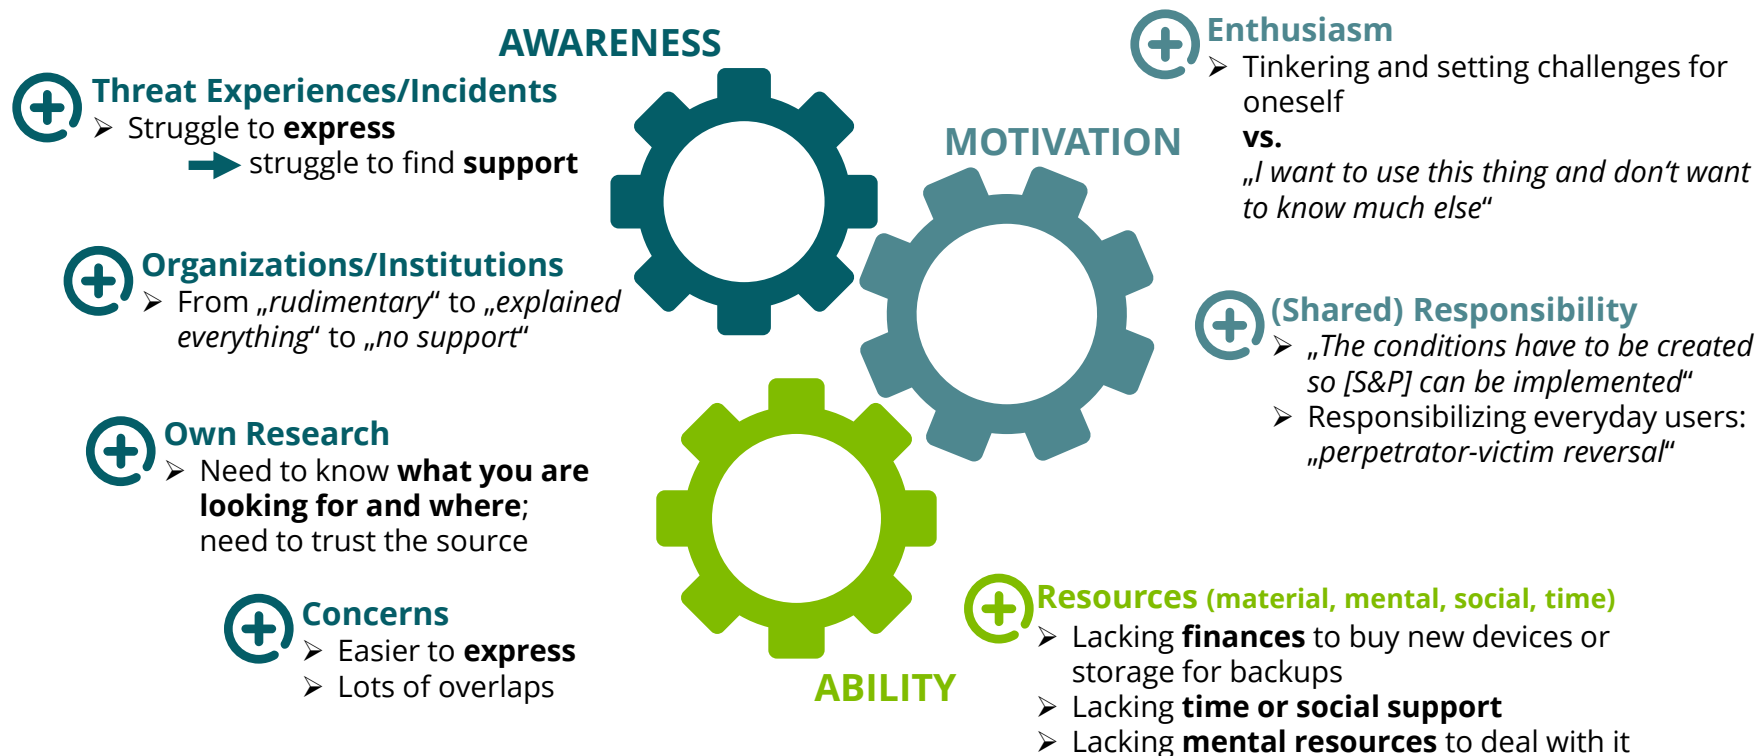 AWARENESS
Threat Experiences/Incidents
➢ Struggle to express
struggle to find support
Organizations/Institutions
➢ From „rudimentary“ to „explained
everything“ to „no support“
Own Research
➢ Need to know what you are
looking for and where;
need to trust the source
Concerns
➢ Easier to express
➢ Lots of overlaps
MOTIVATION
Enthusiasm
➢ Tinkering and setting challenges for
oneself
vs.
„I want to use this thing and don‘t want
to know much else“
(Shared) Responsibility
➢ „The conditions have to be created
so [S&P] can be implemented“
➢ Responsibilizing everyday users:
„perpetrator-victim reversal“
ABILITY
Resources (material, mental, social, time)
➢ Lacking finances to buy new devices or
storage for backups
➢ Lacking time or social support
➢ Lacking mental resources to deal with it